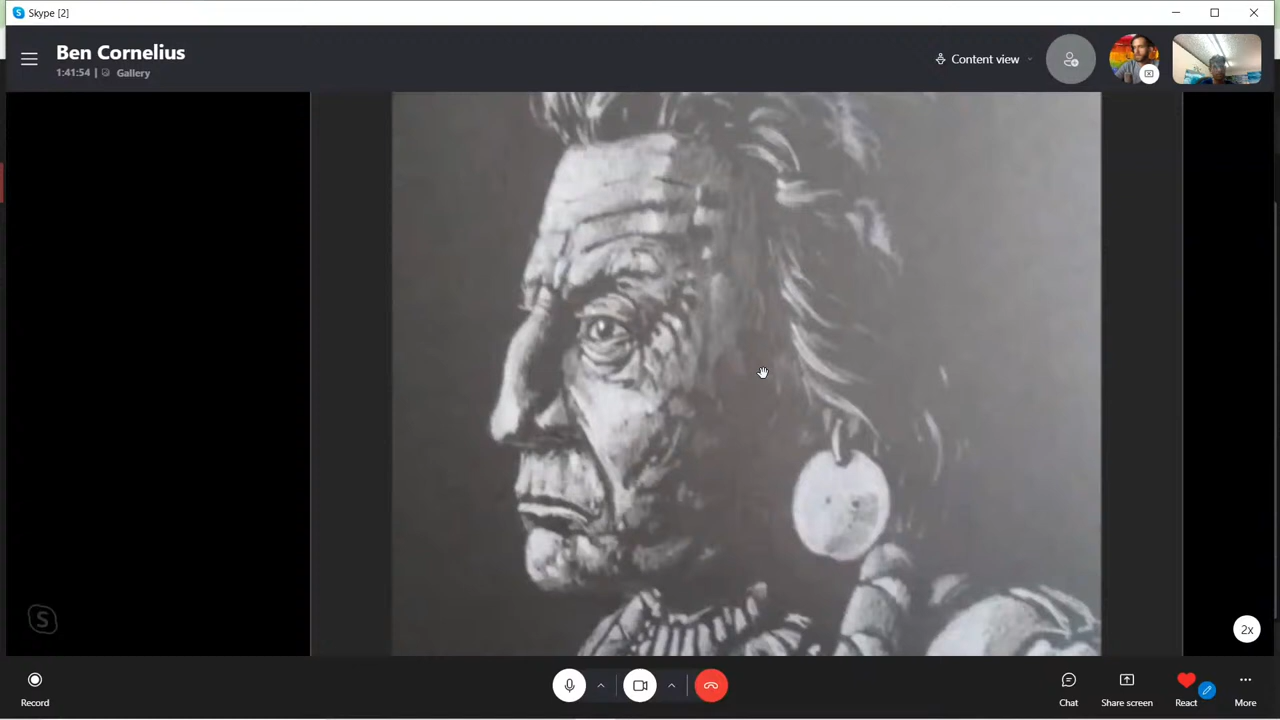 Skype [2]
Ben Cornelius
1:41:54 | Gallery
Content view
2x
Record
Chat
Share screen
React
More